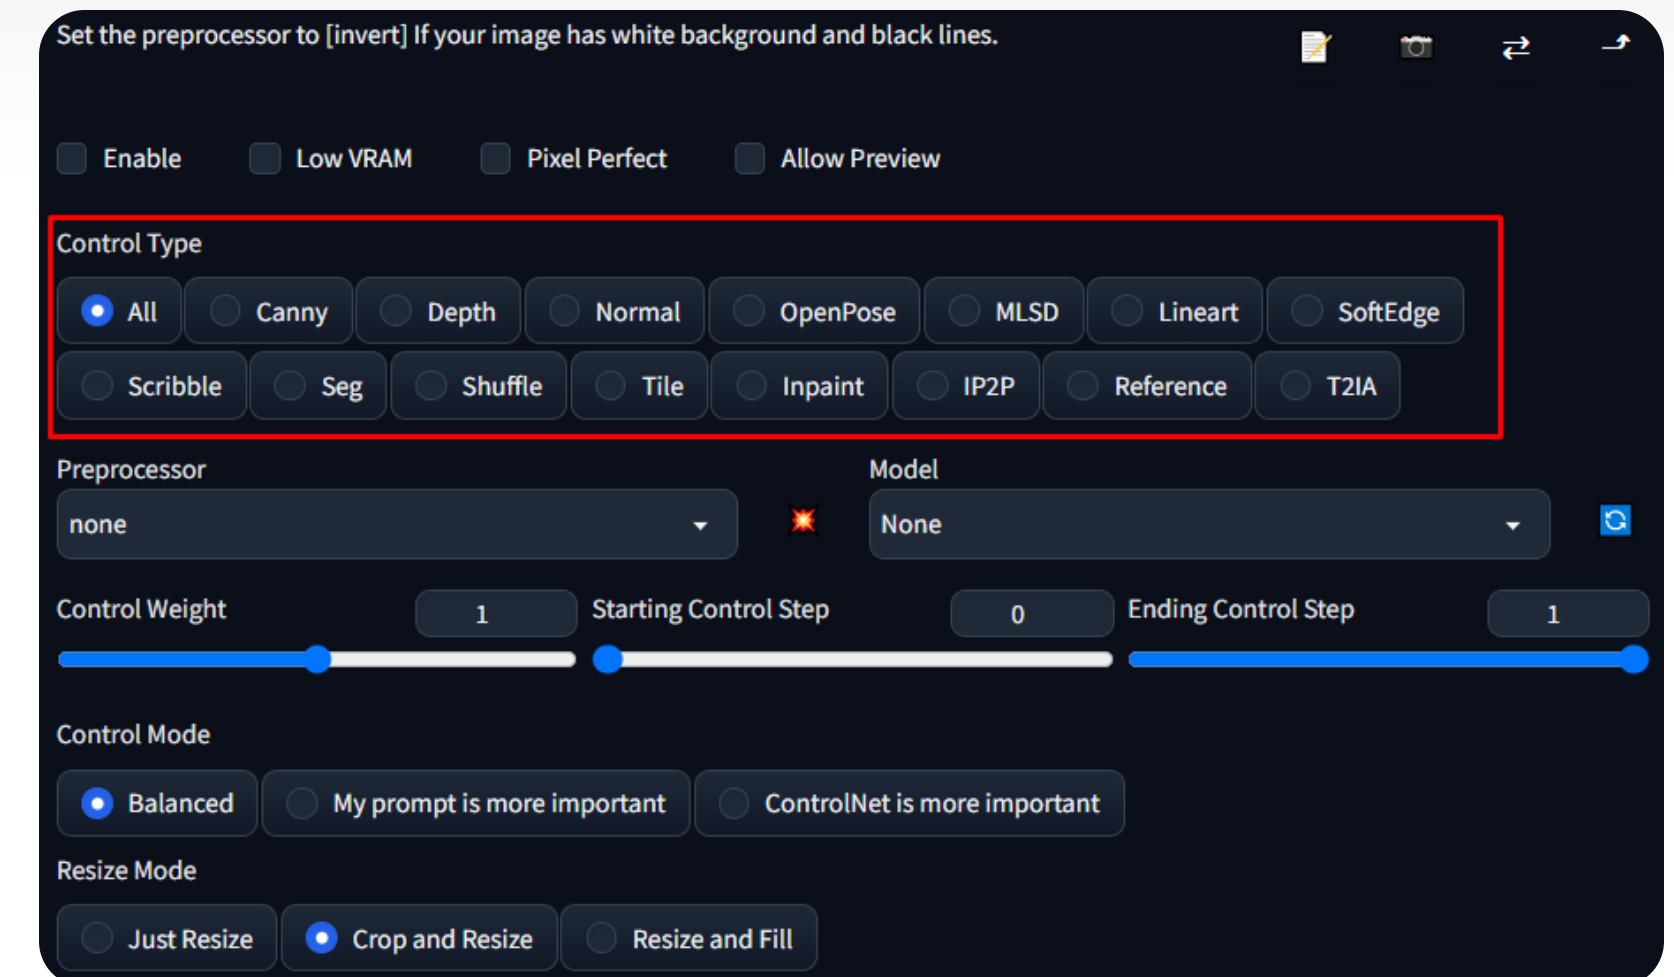 Set the preprocessor to [invert] If your image has white background and black lines.
Enable Low VRAM Pixel Perfect Allow Preview
Control Type
All Canny Depth Normal OpenPose MLSD Lineart SoftEdge
Scribble Seg Shuffle Tile Inpaint IP2P Reference T2IA
Preprocessor Model
none None
Control Weight 1 Starting Control Step 0 Ending Control Step 1
Control Mode
Balanced My prompt is more important ControlNet is more important
Resize Mode
Just Resize Crop and Resize Resize and Fill